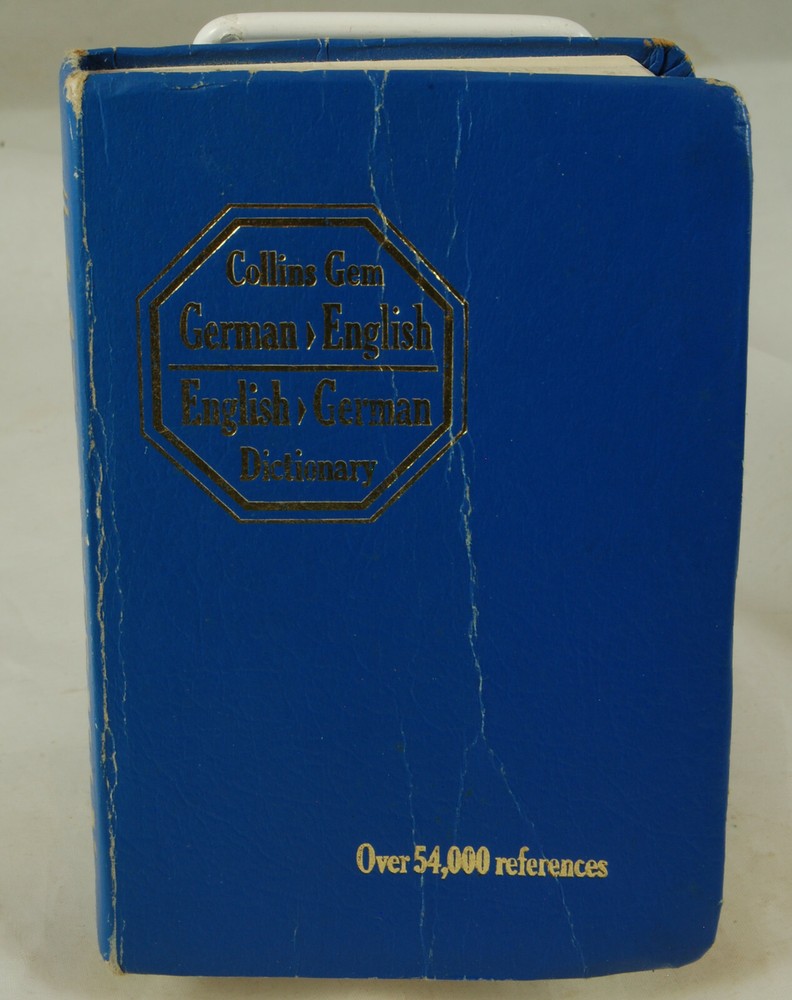 Collins Gem
German › English
English › German
Dictionary
Over 54,000 references